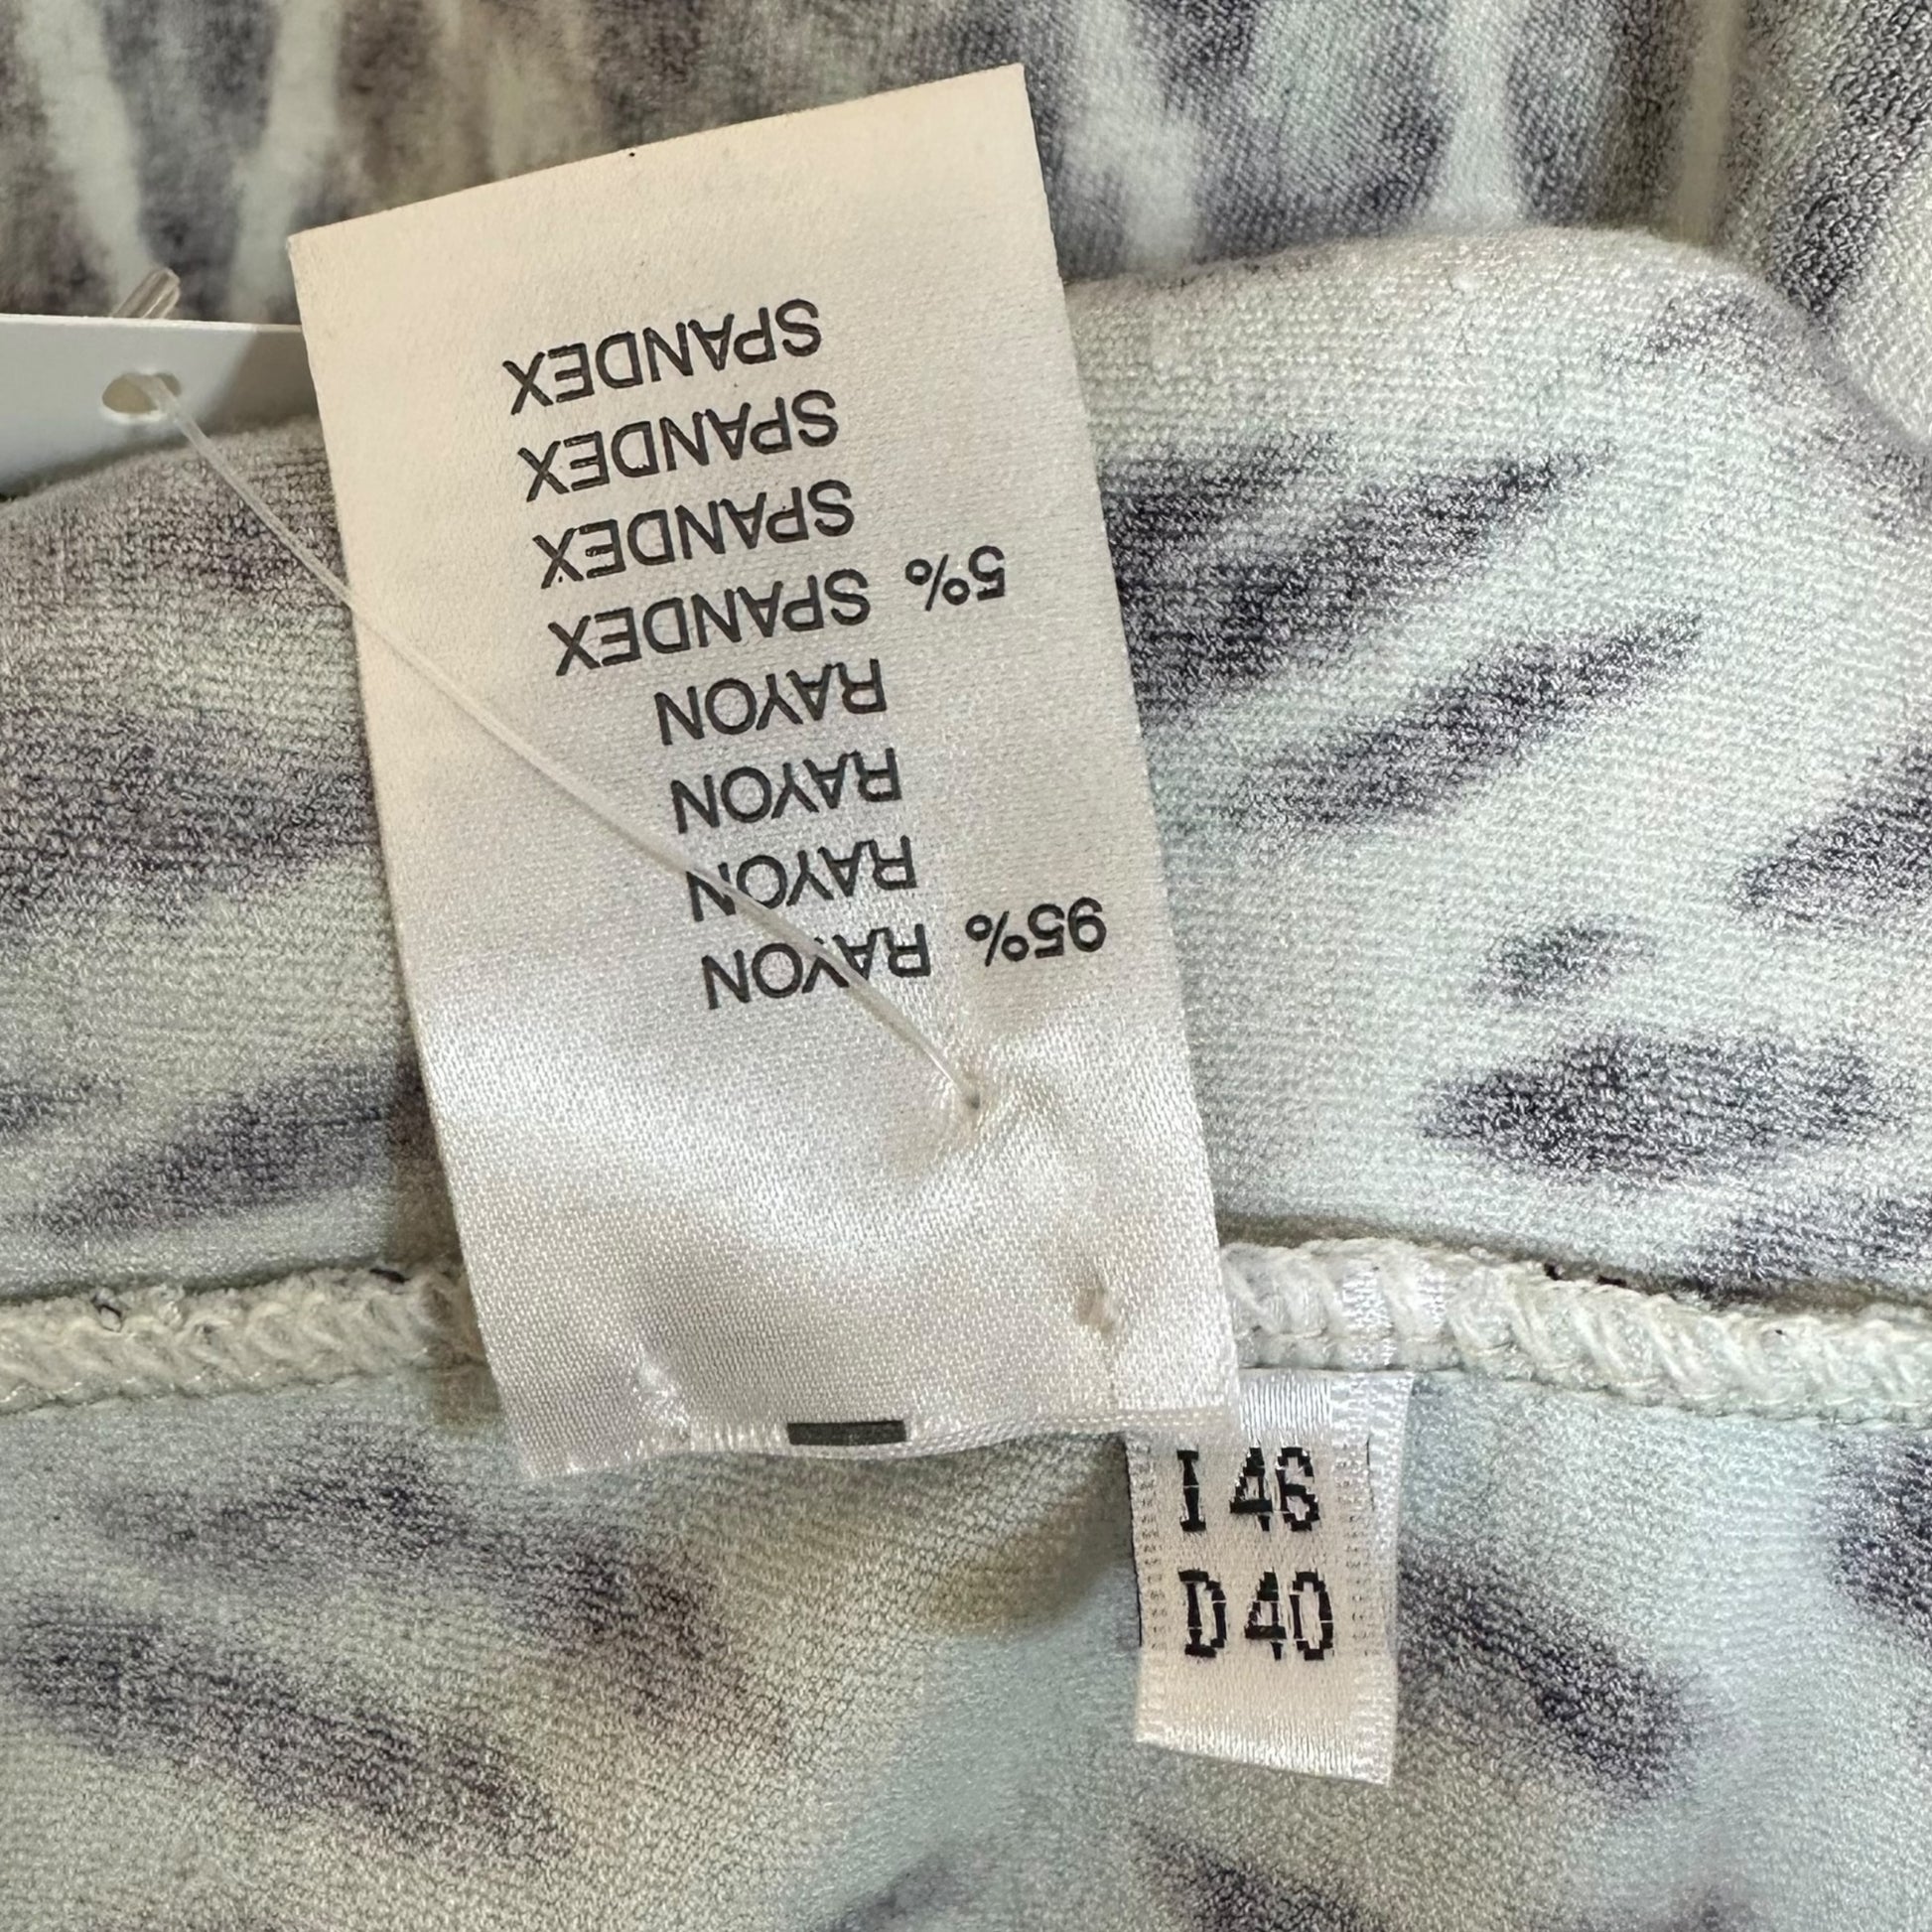 95% RAYON
RAYON
RAYON
RAYON
5% SPANDEX
SPANDEX
SPANDEX
SPANDEX
I 46
D 40